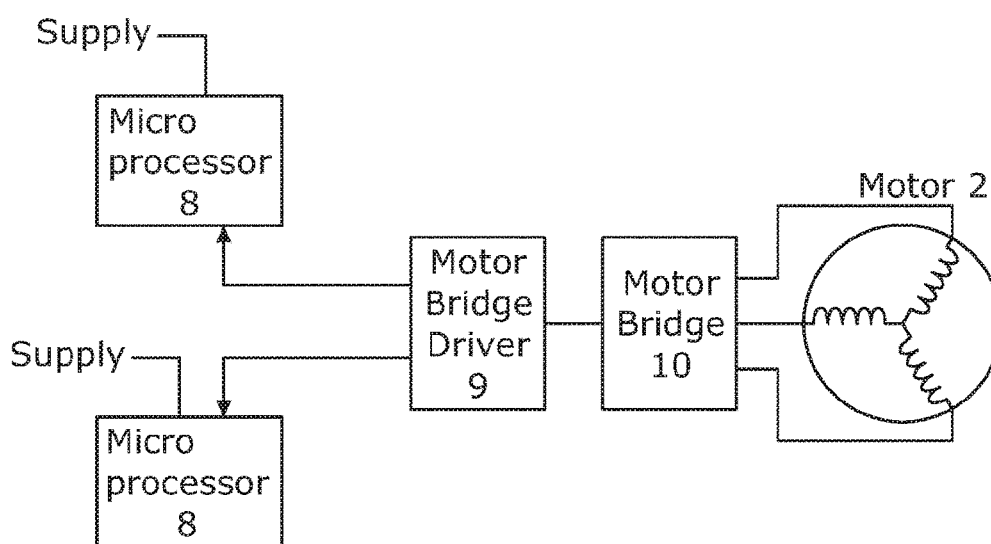 Supply
Micro
processor
8
Motor 2
Motor
Bridge
Driver
9
Motor
Bridge
10
Supply
Micro
processor
8